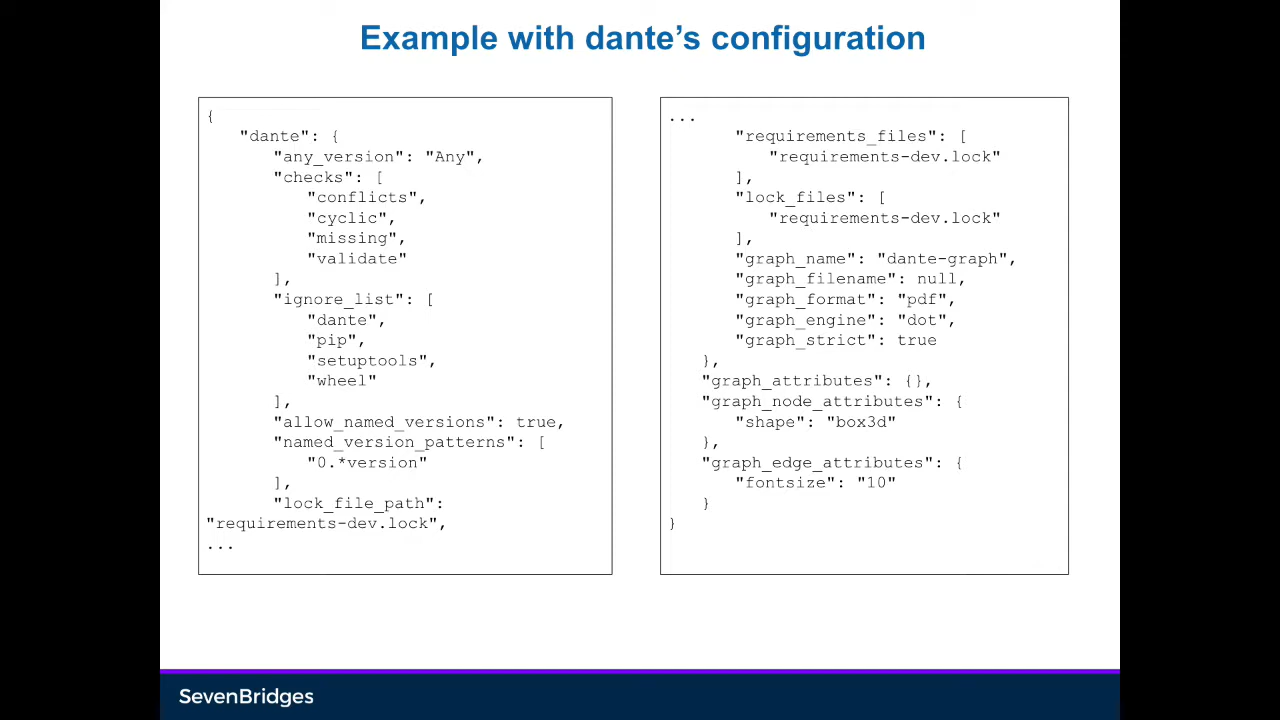 Example with dante’s configuration
{
"dante": {
"any_version": "Any",
"checks": [
"conflicts",
"cyclic",
"missing",
"validate"
],
"ignore_list": [
"dante",
"pip",
"setuptools",
"wheel"
],
"allow_named_versions": true,
"named_version_patterns": [
"0.*version"
],
"lock_file_path":
"requirements-dev.lock",
...
...
"requirements_files": [
"requirements-dev.lock"
],
"lock_files": [
"requirements-dev.lock"
],
"graph_name": "dante-graph",
"graph_filename": null,
"graph_format": "pdf",
"graph_engine": "dot",
"graph_strict": true
},
"graph_attributes": {},
"graph_node_attributes": {
"shape": "box3d"
},
"graph_edge_attributes": {
"fontsize": "10"
}
}
SevenBridges